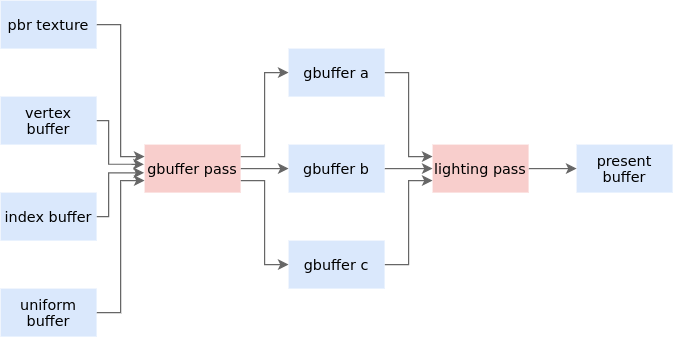 pbr texture
vertex
buffer
index buffer
uniform
buffer
gbuffer pass
gbuffer a
gbuffer b
gbuffer c
lighting pass
present
buffer